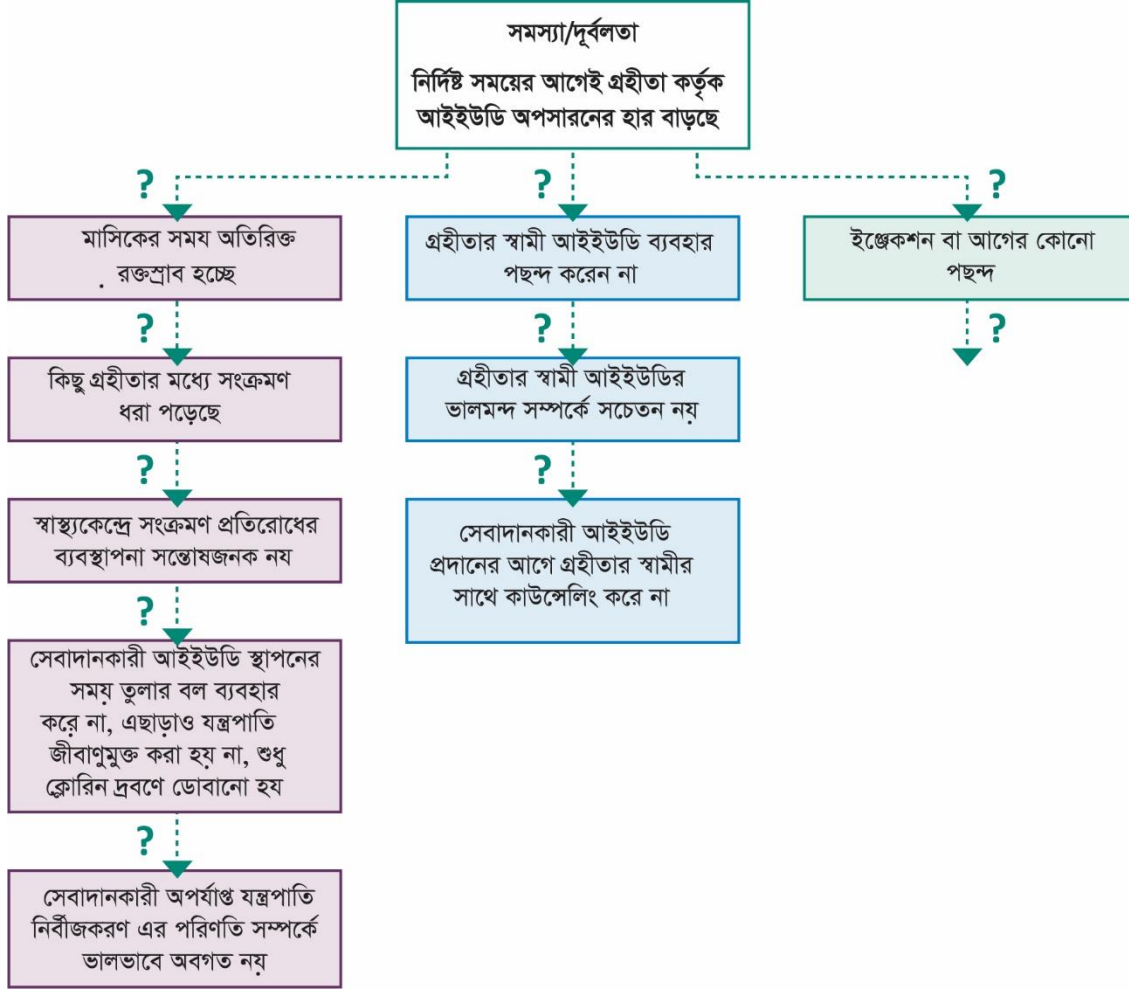 সমস্যা/দূর্বলতা
নির্দিষ্ট সময়ের আগেই গ্রহীতা কর্তৃক
আইইউডি অপসারনের হার বাড়ছে
?
?
?
মাসিকের সময অতিরিক্ত
. রক্তস্রাব হচ্ছে
গ্রহীতার স্বামী আইইউডি ব্যবহার
পছন্দ করেন না
ইঞ্জেকশন বা আগের কোনো
পছন্দ
?
?
?
কিছু গ্রহীতার মধ্যে সংক্রমণ
ধরা পড়েছে
গ্রহীতার স্বামী আইইউডির
ভালমন্দ সম্পর্কে সচেতন নয়
?
?
স্বাস্থ্যকেন্দ্রে সংক্রমণ প্রতিরোধের
ব্যবস্থাপনা সন্তোষজনক নয
সেবাদানকারী আইইউডি
প্রদানের আগে গ্রহীতার স্বামীর
সাথে কাউন্সেলিং করে না
?
সেবাদানকারী আইইউডি স্থাপনের
সময় তুলার বল ব্যবহার
করে না, এছাড়াও যন্ত্রপাতি
জীবাণুমুক্ত করা হয় না, শুধু
ক্লোরিন দ্রবণে ডোবানো হয
?
সেবাদানকারী অপর্যাপ্ত যন্ত্রপাতি
নির্বীজকরণ এর পরিণতি সম্পর্কে
ভালভাবে অবগত নয়